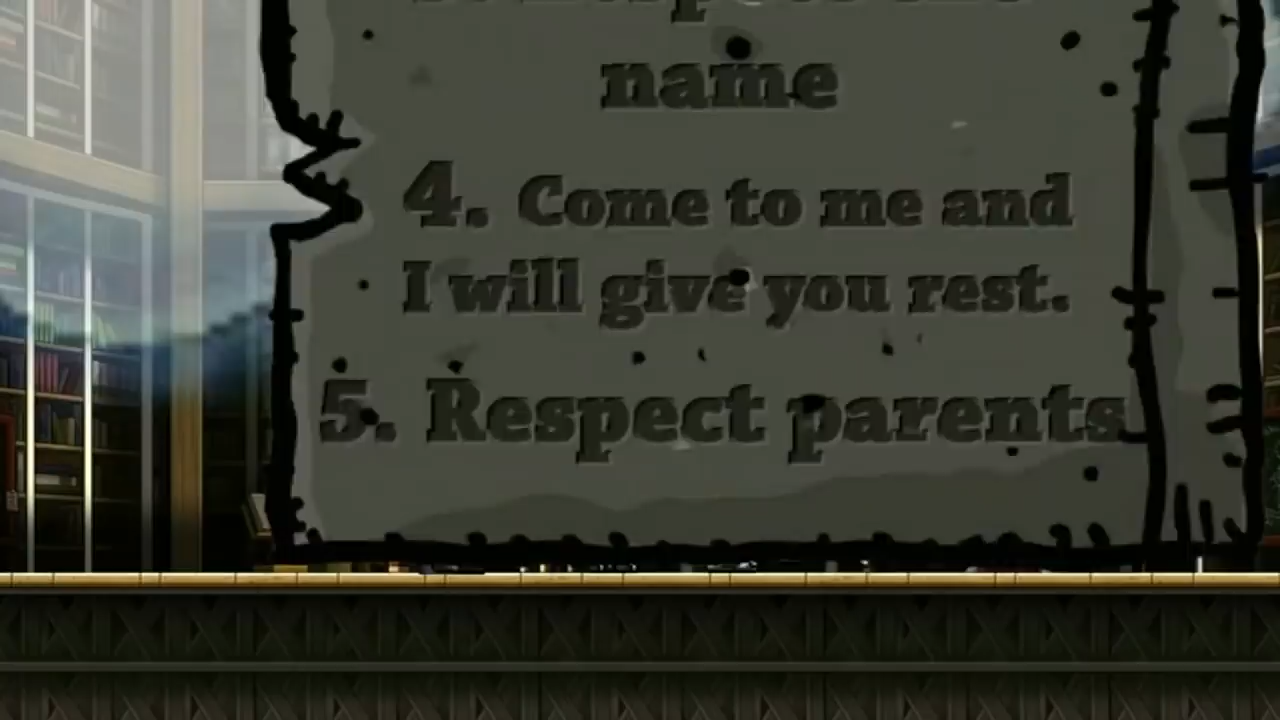 name
4. Come to me and
I will give you rest.
5. Respect parents